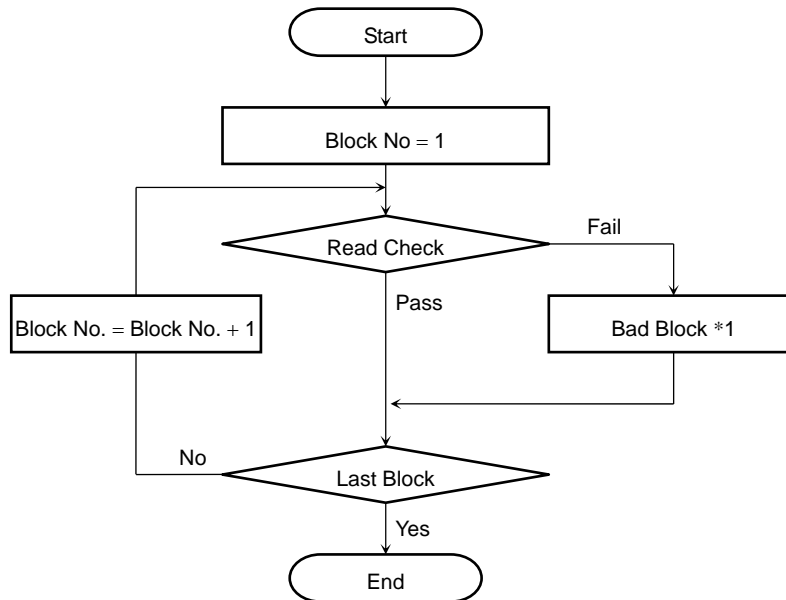 Start
Block No = 1
Read Check
Fail
Pass
Block No. = Block No. + 1
Bad Block *1
No
Last Block
Yes
End